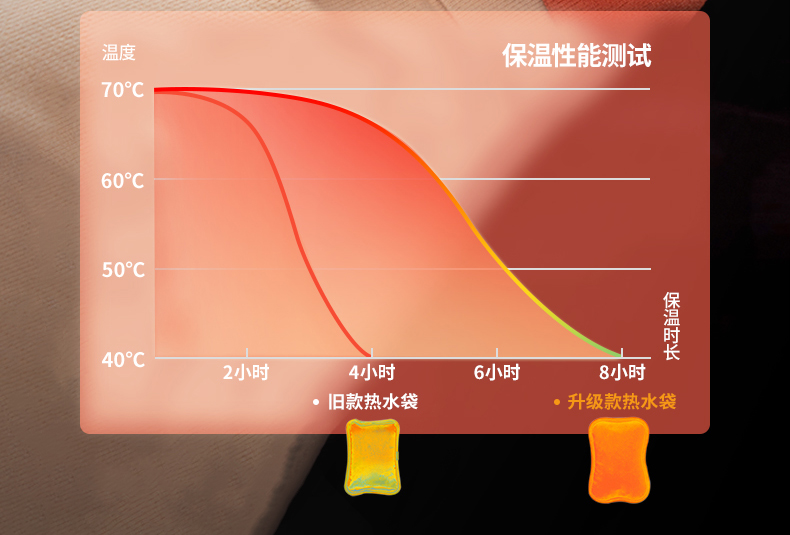 温度
保温性能测试
70℃
60℃
50℃
40℃
2小时
4小时
6小时
8小时
保温时长
• 旧款热水袋
• 升级款热水袋